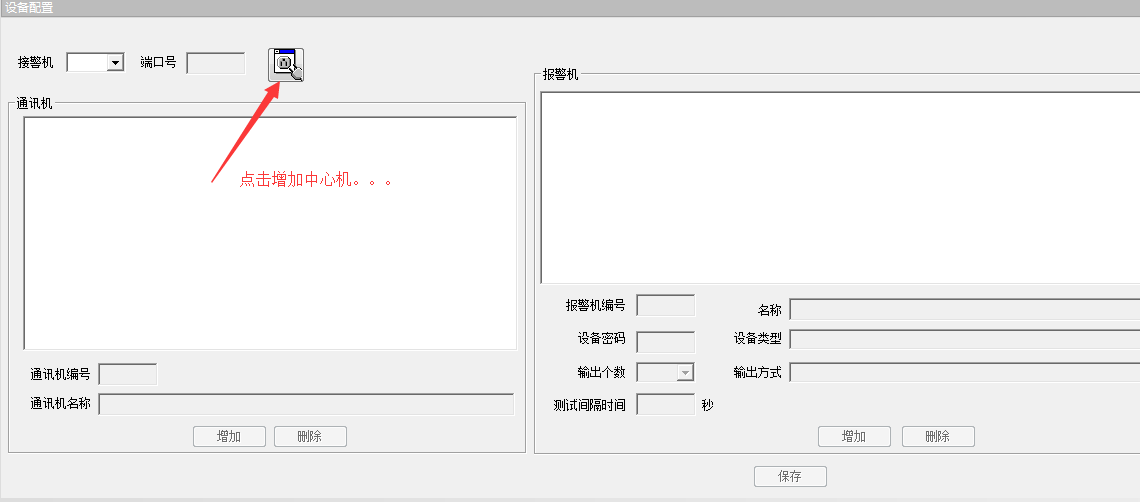 设备配置
接警机
端口号
通讯机
点击增加中心机。。。
通讯机编号
通讯机名称
增加
删除
报警机
报警机编号
名称
设备密码
设备类型
输出个数
输出方式
测试间隔时间
秒
增加
删除
保存